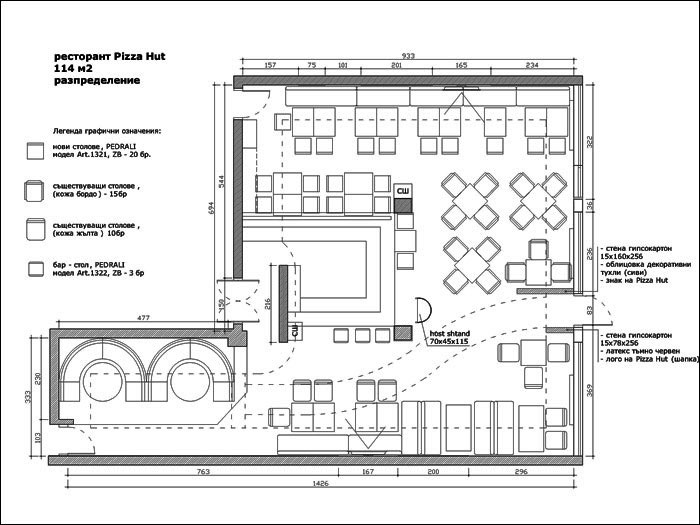 ресторант Pizza Hut
114 м2
разпределение
Легенда графични означения:
нови столове, PEDRALI
модел Art.1321, ZB - 20 бр.
съществуващи столове ,
(кожа бордо) - 15бр
съществуващи столове ,
(кожа жълта) 10бр
бар - стол, PEDRALI
модел Art.1322, ZB - 3 бр
933
157 75 101 201 165 234
322
544
694
СШ
36
236
- стена гипсокартон
15х160х256
- облицовка декоративни
тухли (сиви)
- знак на Pizza Hut
150
216
83
477
СШ
host shtand
70x45x115
- стена гипсокартон
15х78х256
- латекс тъмно червен
- лого на Pizza Hut (шапка)
230
333
369
103
763 167 200 296
1426